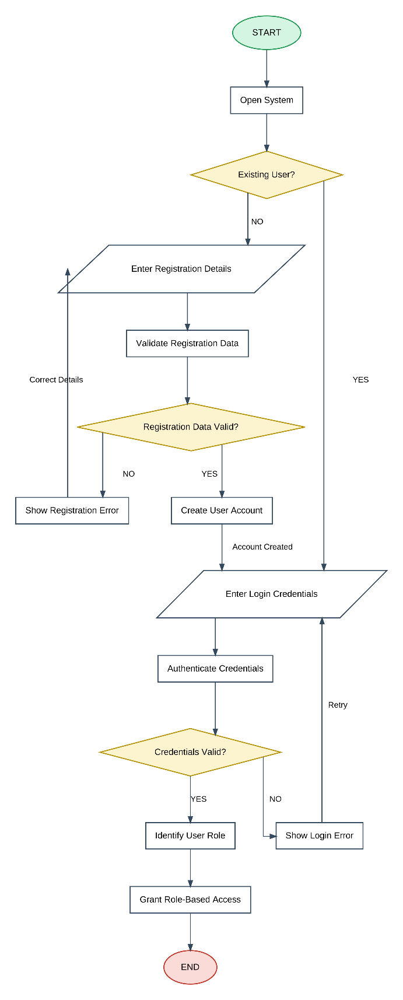 START
Open System
Existing User?
NO
Enter Registration Details
Validate Registration Data
Correct Details
YES
Registration Data Valid?
NO
YES
Show Registration Error
Create User Account
Account Created
Enter Login Credentials
Authenticate Credentials
Retry
Credentials Valid?
YES
NO
Identify User Role
Show Login Error
Grant Role-Based Access
END